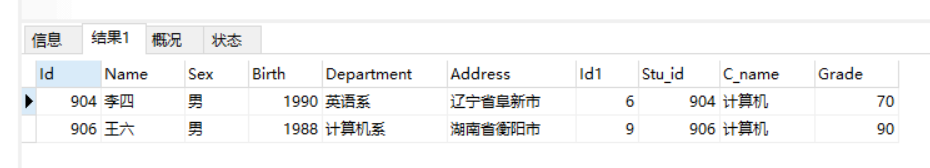 信息 结果1 概况 状态
Id Name Sex Birth Department Address Id1 Stu_id C_name Grade
904 李四 男 1990 英语系 辽宁省阜新市 6 904 计算机 70
906 王六 男 1988 计算机系 湖南省衡阳市 9 906 计算机 90